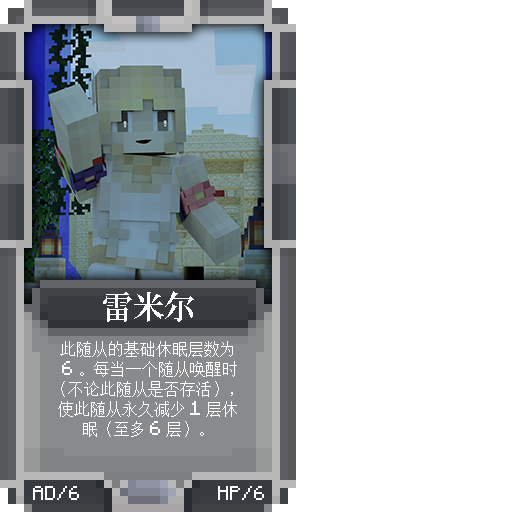 雷米尔
此随从的基础休眠层数为
6 。每当一个随从唤醒时
（不论此随从是否存活），
使此随从永久减少 1 层休
眠（至多 6 层）。
AD/6 HP/6